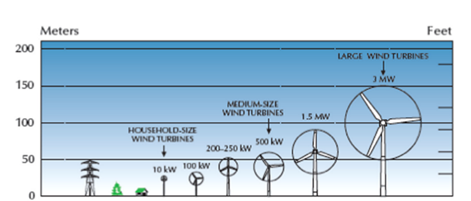 Meters Feet
200
LARGE WIND TURBINES
150
3 MW
MEDIUM-SIZE
WIND TURBINES
1.5 MW
100
HOUSEHOLD-SIZE
WIND TURBINES
200-250 kW
500 kW
50
10 kW
100 kW
0